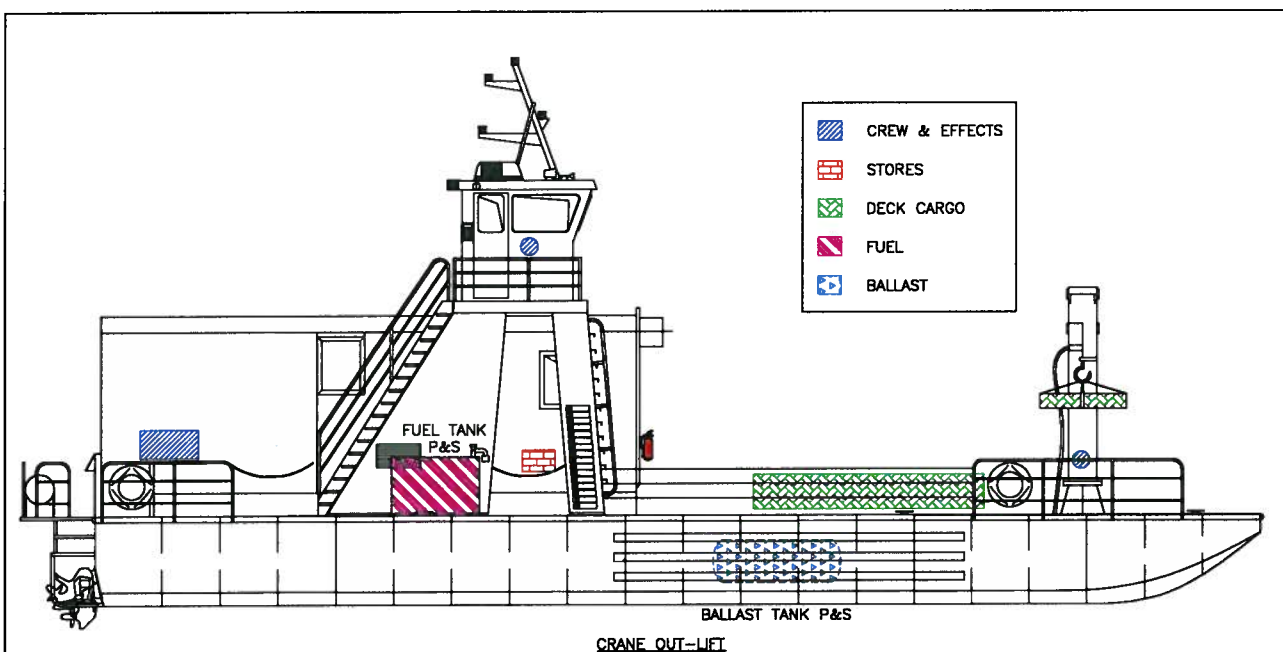 CREW & EFFECTS
STORES
DECK CARGO
FUEL
BALLAST
FUEL TANK
P&S
BALLAST TANK P&S
CRANE OUT-LIFT